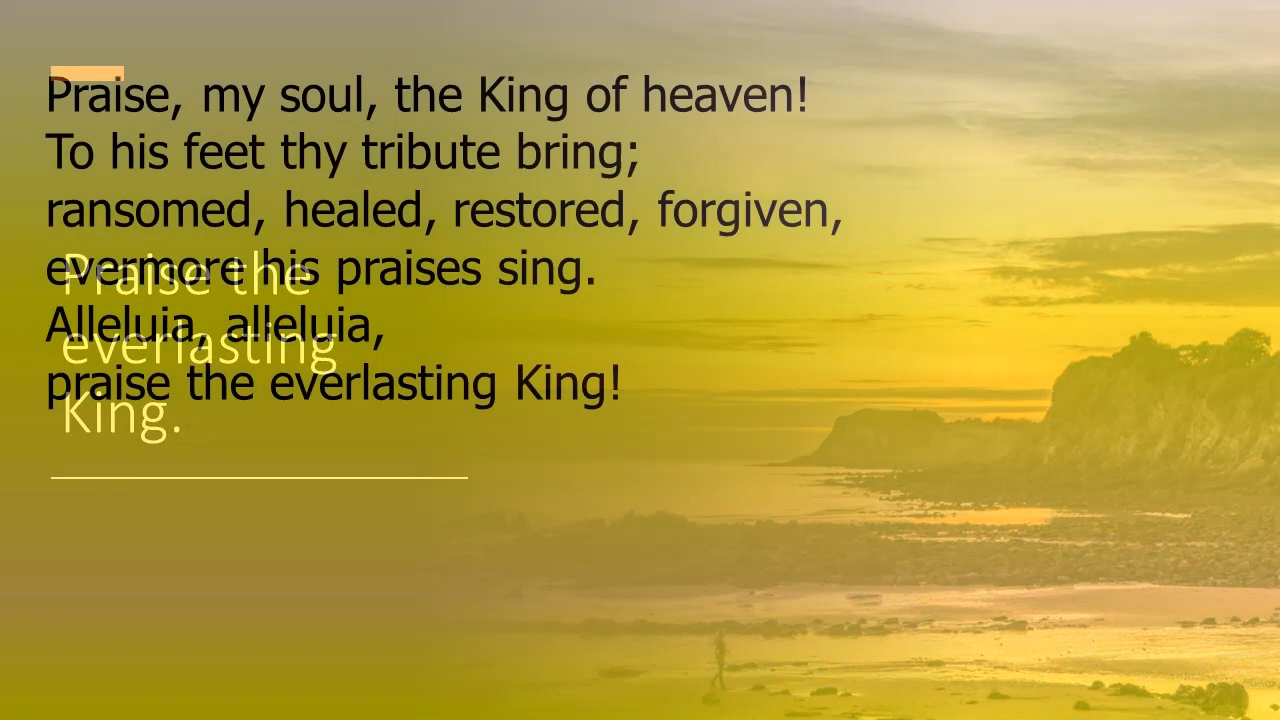 Praise, my soul, the King of heaven!
To his feet thy tribute bring;
ransomed, healed, restored, forgiven,
evermore his praises sing.
Alleluia, alleluia,
praise the everlasting King!
Praise the
everlasting
King.